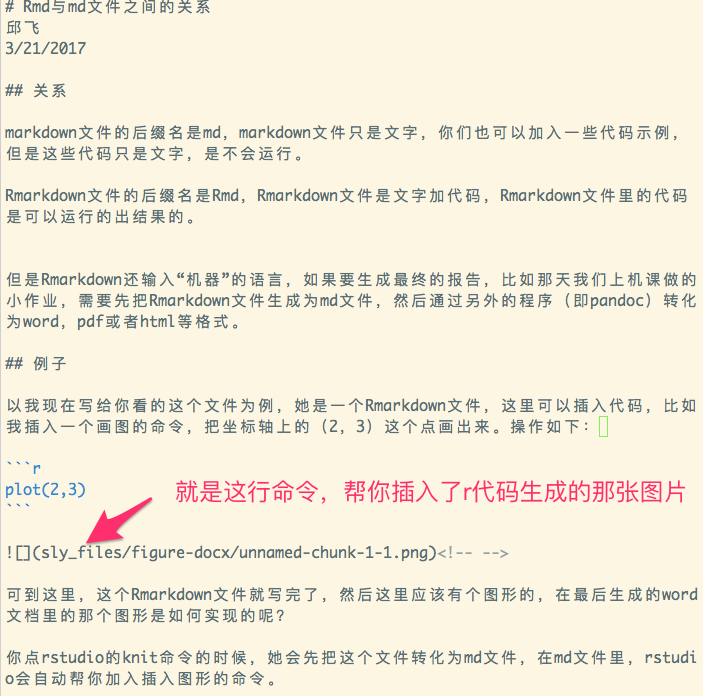 # Rmd与md文件之间的关系
邱飞
3/21/2017
## 关系
markdown文件的后缀名是md，markdown文件只是文字，你们也可以加入一些代码示例，
但是这些代码只是文字，是不会运行。
Rmarkdown文件的后缀名是Rmd，Rmarkdown文件是文字加代码，Rmarkdown文件里的代码
是可以运行的出结果的。
但是Rmarkdown还输入“机器”的语言，如果要生成最终的报告，比如那天我们上机课做的
小作业，需要先把Rmarkdown文件生成为md文件，然后通过另外的程序（即pandoc）转化
为word，pdf或者html等格式。
## 例子
以我现在写给你看的这个文件为例，她是一个Rmarkdown文件，这里可以插入代码，比如
我插入一个画图的命令，把坐标轴上的（2，3）这个点画出来。操作如下：
```r
plot(2,3)
```
就是这行命令，帮你插入了r代码生成的那张图片
![](sly_files/figure-docx/unnamed-chunk-1-1.png)<!-- -->
可到这里，这个Rmarkdown文件就写完了，然后这里应该有个图形的，在最后生成的word
文档里的那个图形是如何实现的呢？
你点rstudio的knit命令的时候，她会先把这个文件转化为md文件，在md文件里，rstudi
o会自动帮你加入插入图形的命令。